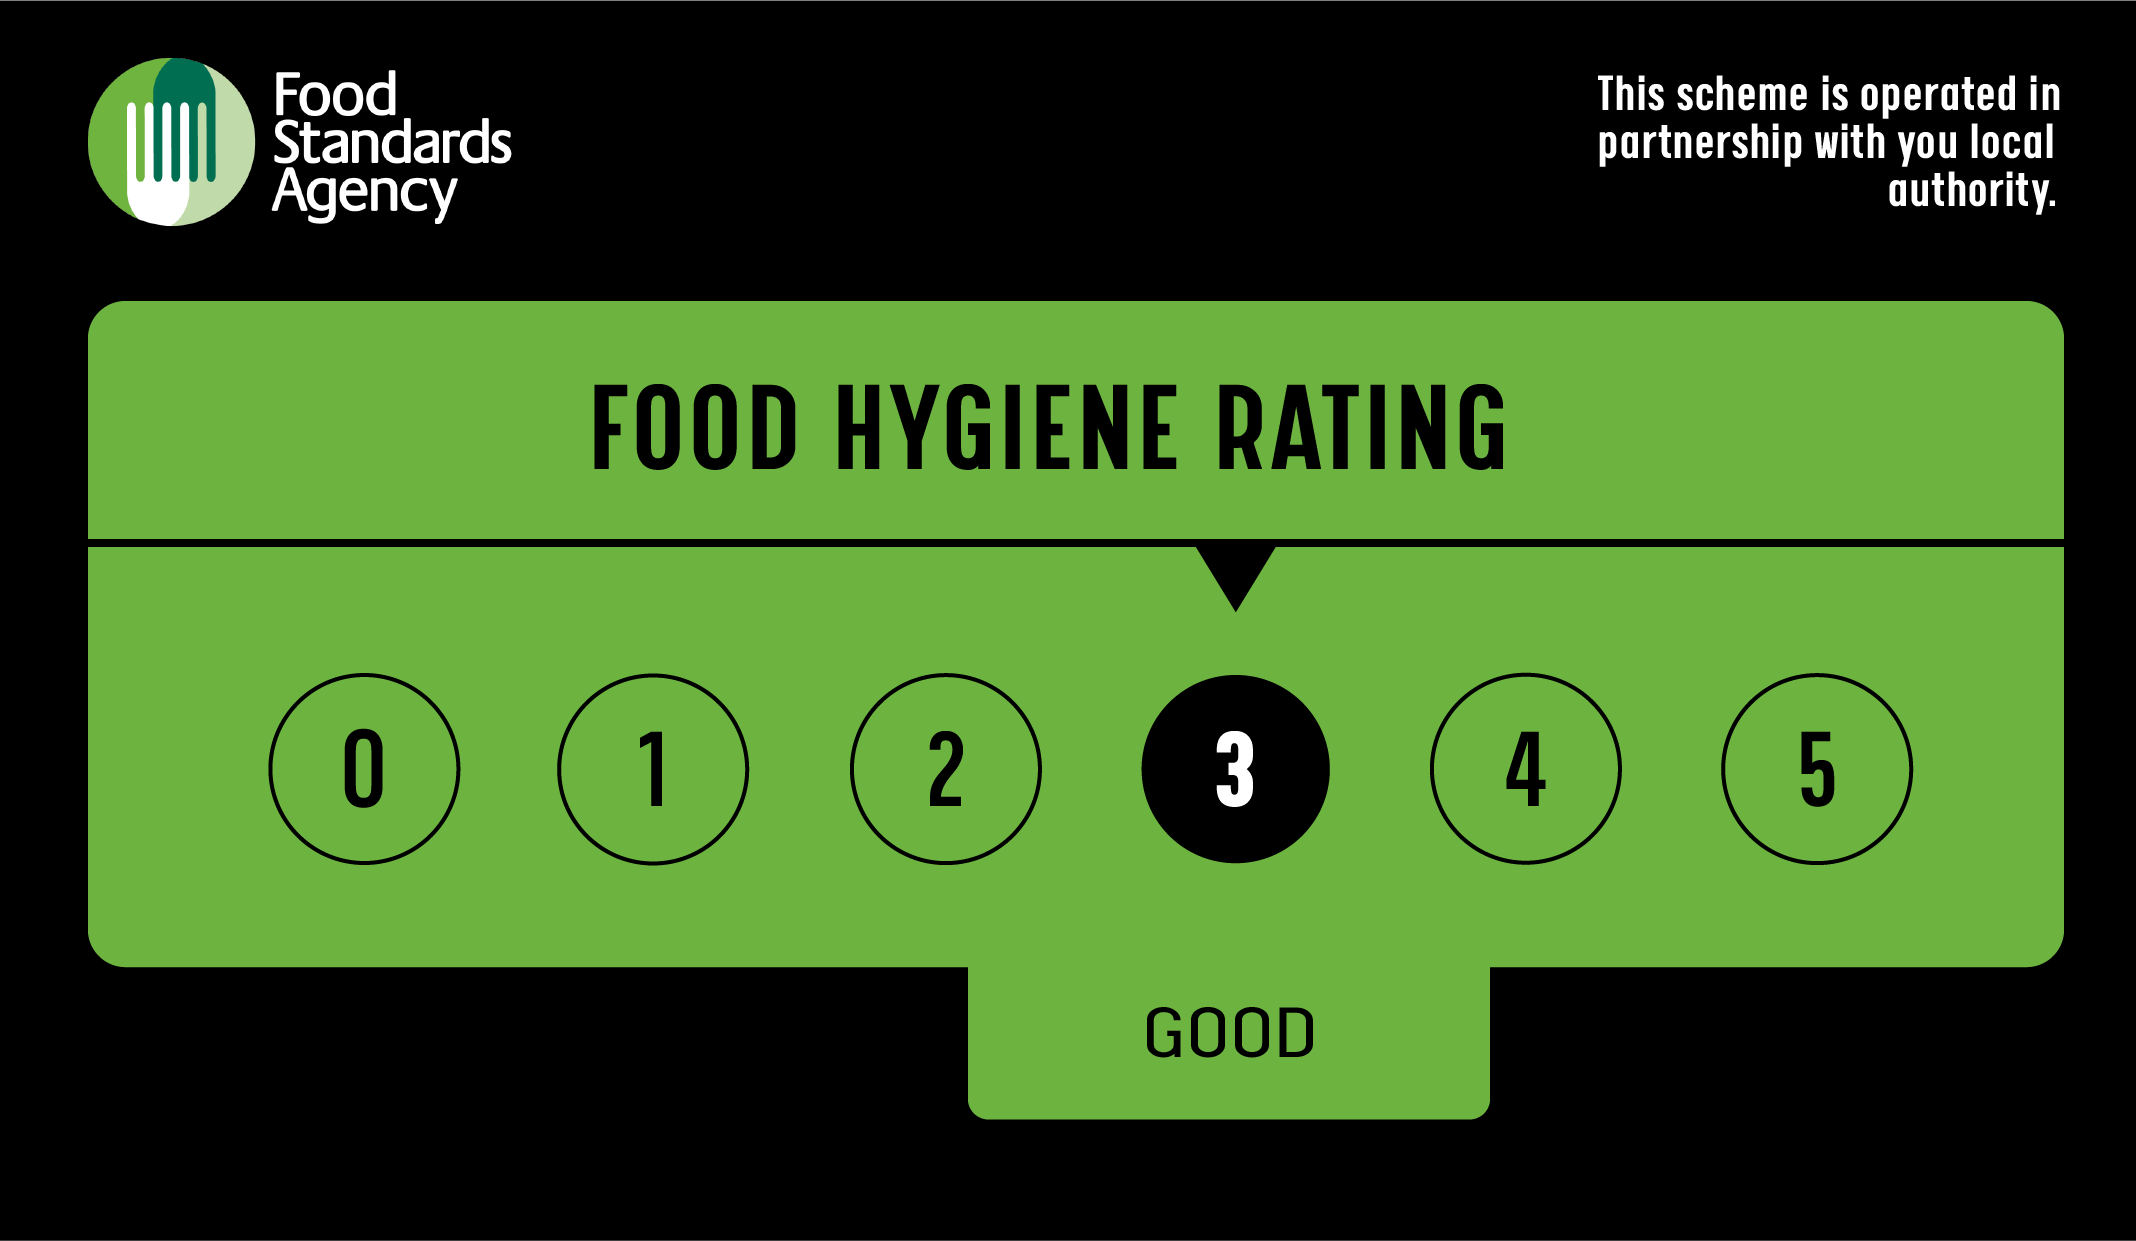 Food
Standards
Agency
This scheme is operated in
partnership with you local
authority.
FOOD HYGIENE RATING
0 1 2 3 4 5
GOOD